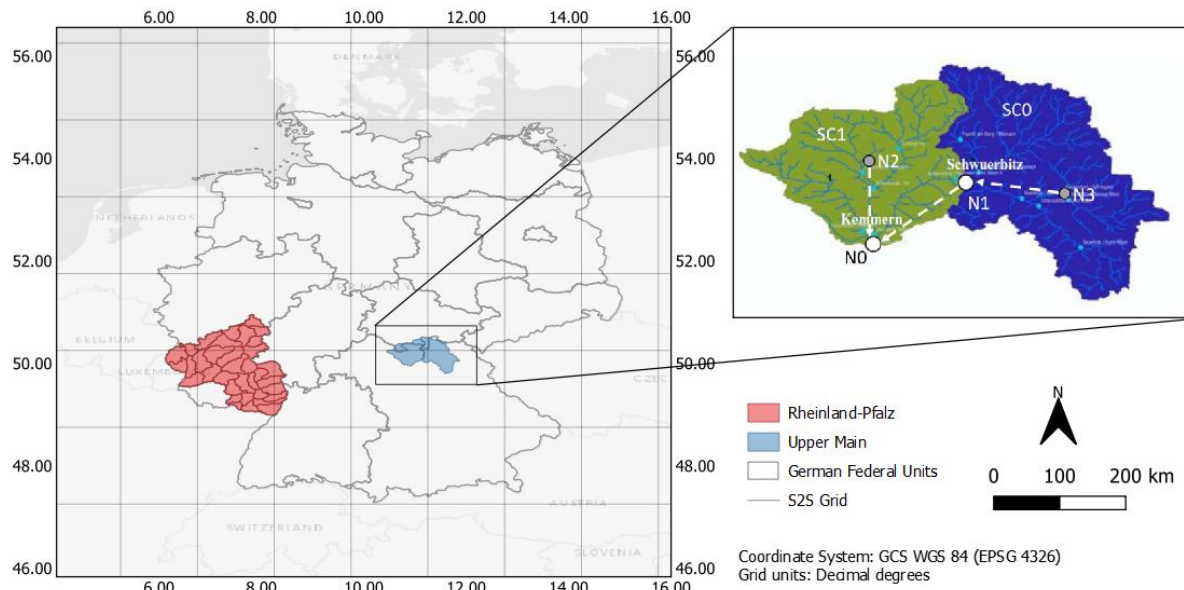 6.00 8.00 10.00 12.00 14.00 16.00
56.00 56.00
DENMARK
54.00 54.00
NETHERLANDS
52.00 52.00
GERMANY
BELGIUM
50.00 50.00
LUXEMB
CZEC
48.00 48.00
AUSTRIA
SWITZERLAND
SLOVENIA
46.00 46.00
6.00 8.00 10.00 12.00 14.00 16.00
SC0
SC1
N2
Schwuerbitz
N3
N1
Kemmern
N0
Rheinland-Pfalz
Upper Main
German Federal Units
S2S Grid
N
0 100 200 km
Coordinate System: GCS WGS 84 (EPSG 4326)
Grid units: Decimal degrees